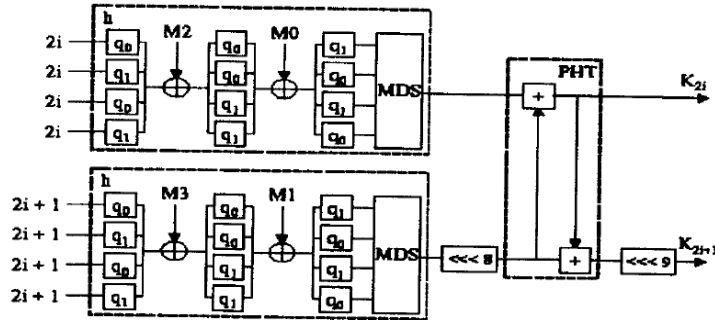 h
M2
M0
2i
q0
q0
q1
2i
q1
q0
q0
MDS
PHT
K2i
2i
q0
q1
q1
+
2i
q1
q1
q0
h
M3
M1
2i + 1
q0
q0
q1
2i + 1
q1
q0
q0
MDS
K2i+1
2i + 1
q0
q1
q1
<<< 8
+
<<< 9
2i + 1
q1
q1
q0